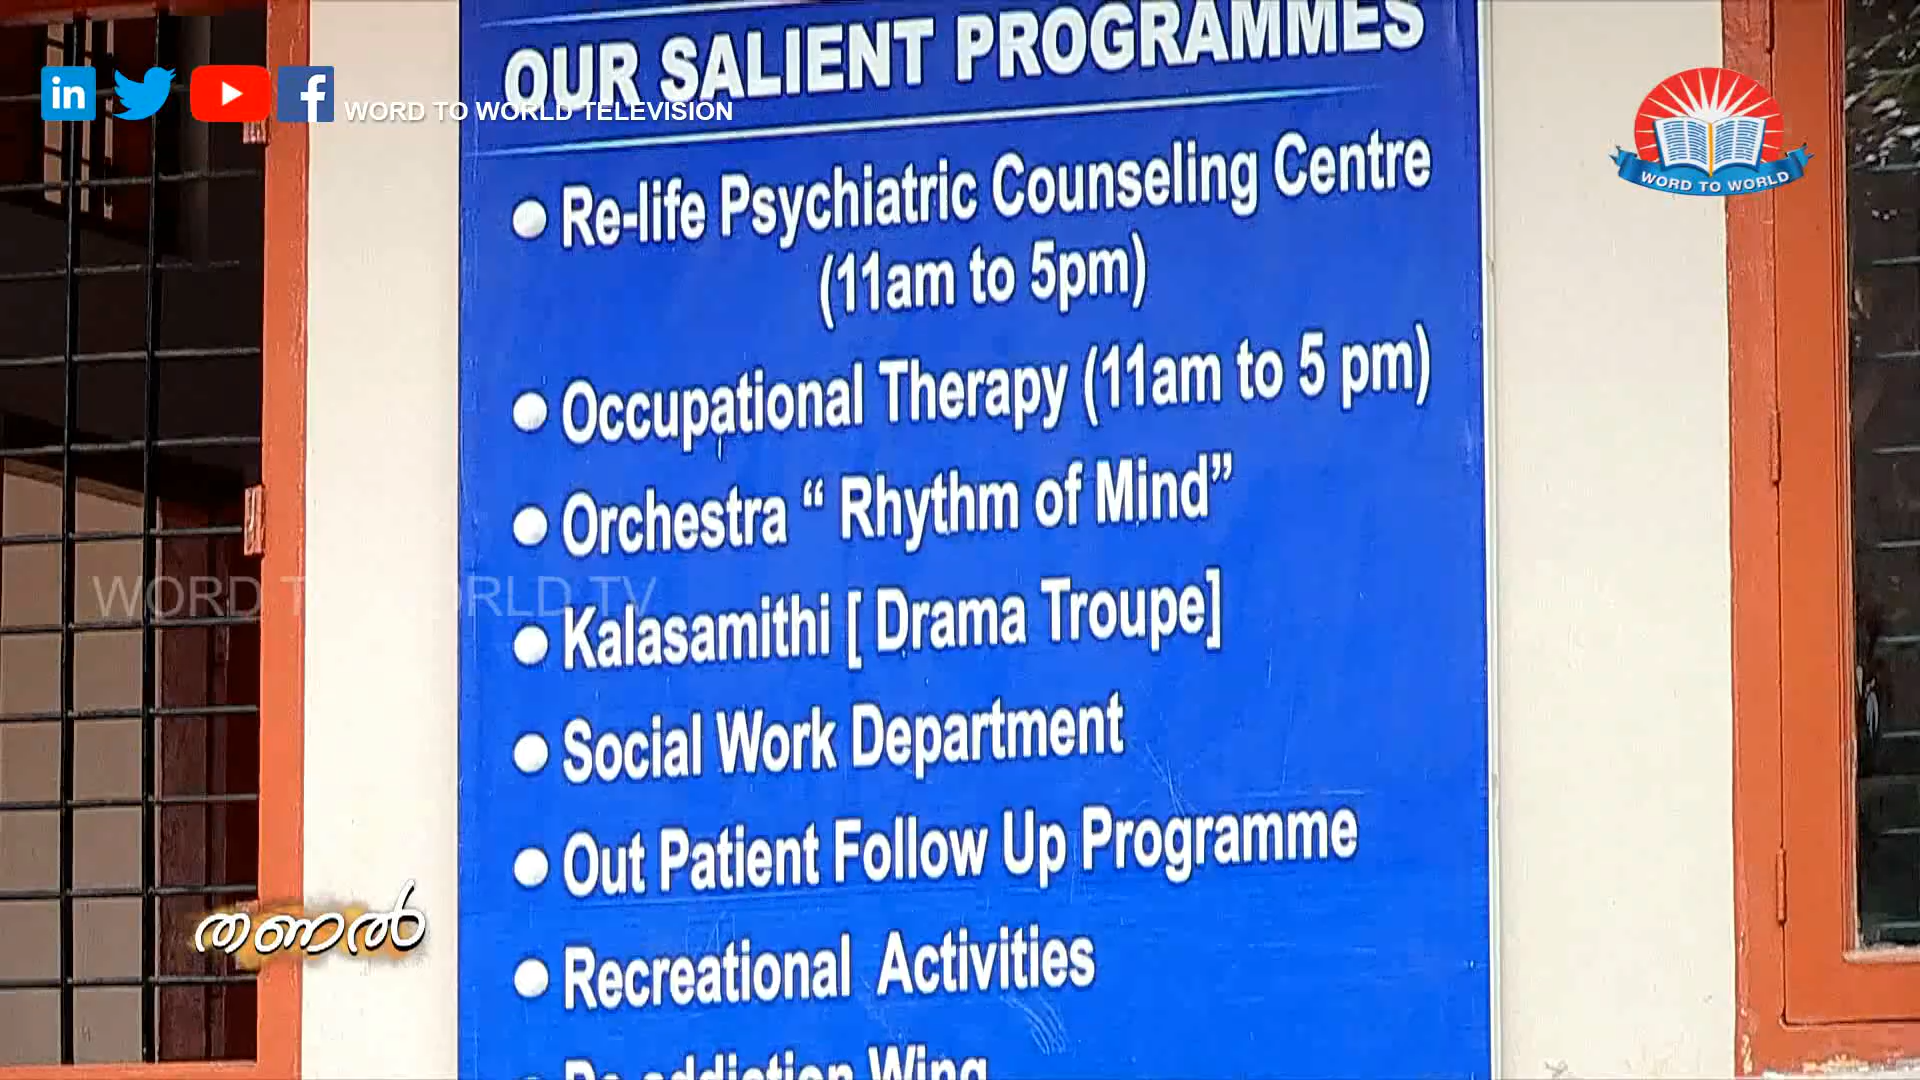 OUR SALIENT PROGRAMMES
in f WORD TO WORLD TELEVISION
WORD TO WORLD
● Re-life Psychiatric Counseling Centre
(11am to 5pm)
● Occupational Therapy (11am to 5 pm)
● Orchestra “ Rhythm of Mind”
WORD TO WORLD TV
● Kalasamithi [ Drama Troupe]
● Social Work Department
● Out Patient Follow Up Programme
തണൽ
● Recreational Activities
● De-addiction Wing